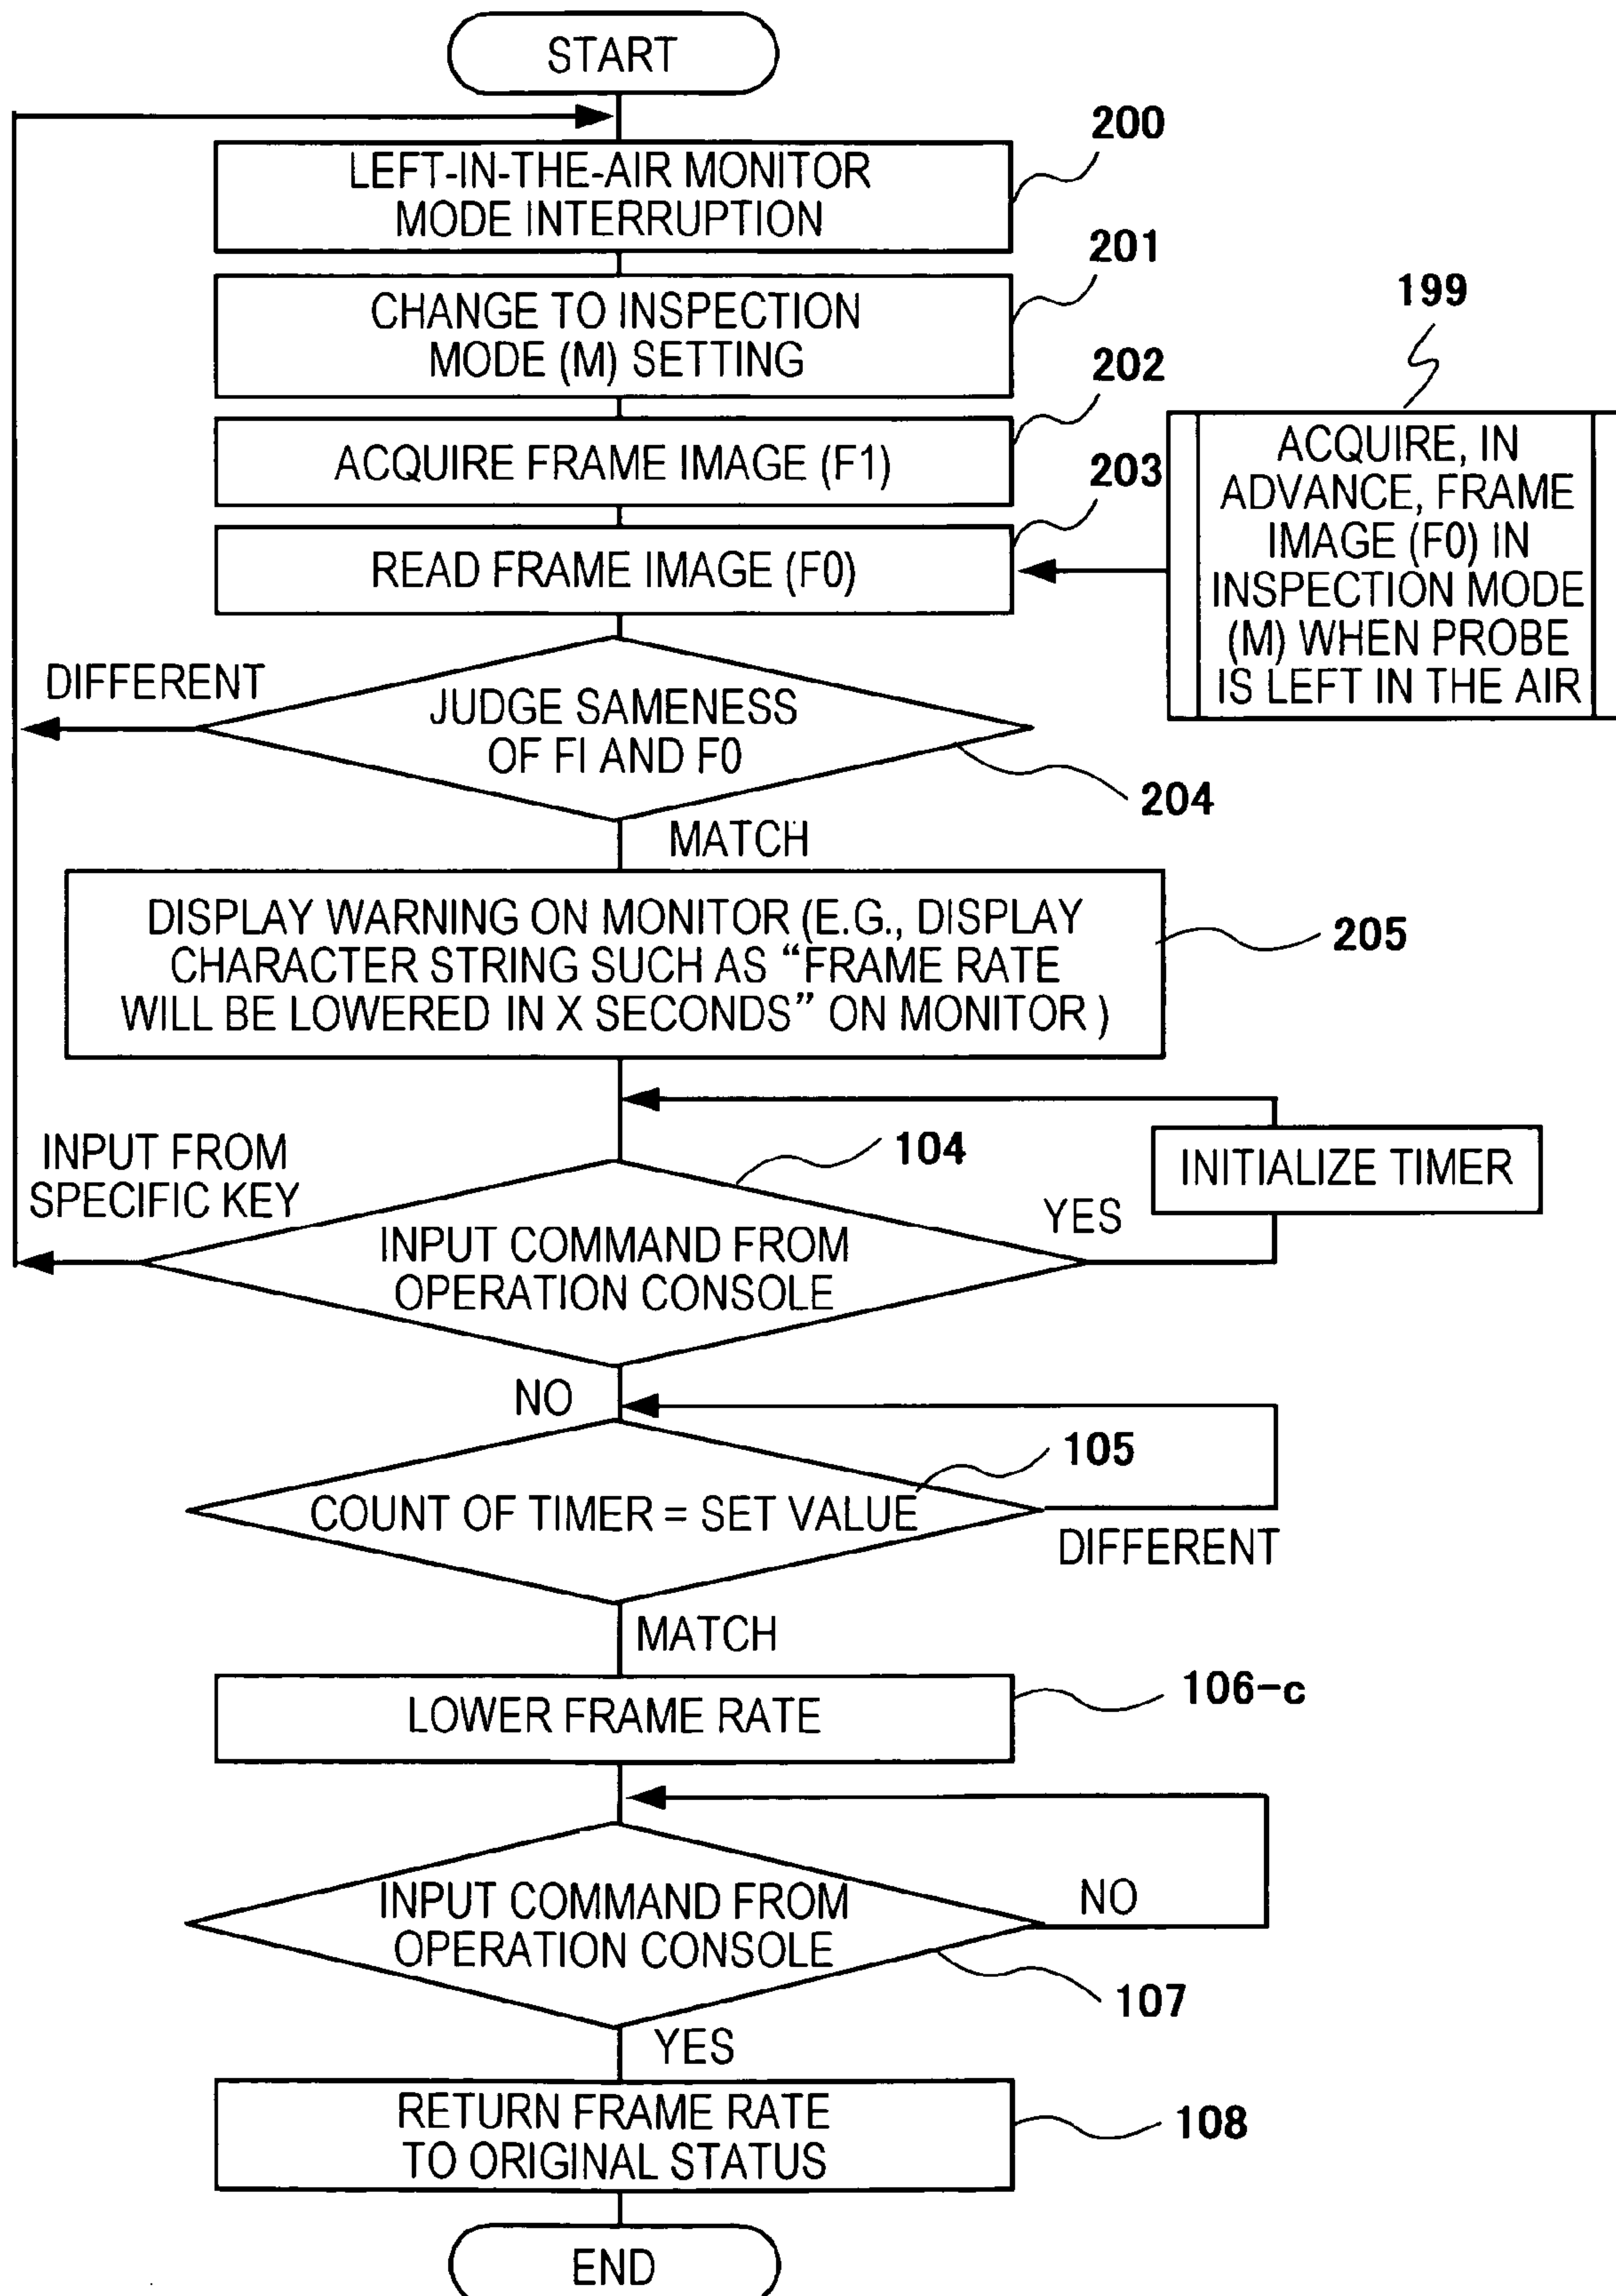 START
200
LEFT-IN-THE-AIR MONITOR
MODE INTERRUPTION
201
CHANGE TO INSPECTION
MODE (M) SETTING
199
202
ACQUIRE FRAME IMAGE (F1)
203
READ FRAME IMAGE (F0)
ACQUIRE, IN
ADVANCE, FRAME
IMAGE (F0) IN
INSPECTION MODE
(M) WHEN PROBE
IS LEFT IN THE AIR
DIFFERENT
JUDGE SAMENESS
OF FI AND F0
204
MATCH
DISPLAY WARNING ON MONITOR (E.G., DISPLAY
CHARACTER STRING SUCH AS “FRAME RATE
WILL BE LOWERED IN X SECONDS” ON MONITOR )
205
INPUT FROM
SPECIFIC KEY
104
INITIALIZE TIMER
YES
INPUT COMMAND FROM
OPERATION CONSOLE
NO
105
COUNT OF TIMER = SET VALUE
DIFFERENT
MATCH
106-c
LOWER FRAME RATE
INPUT COMMAND FROM
OPERATION CONSOLE
NO
107
YES
RETURN FRAME RATE
TO ORIGINAL STATUS
108
END